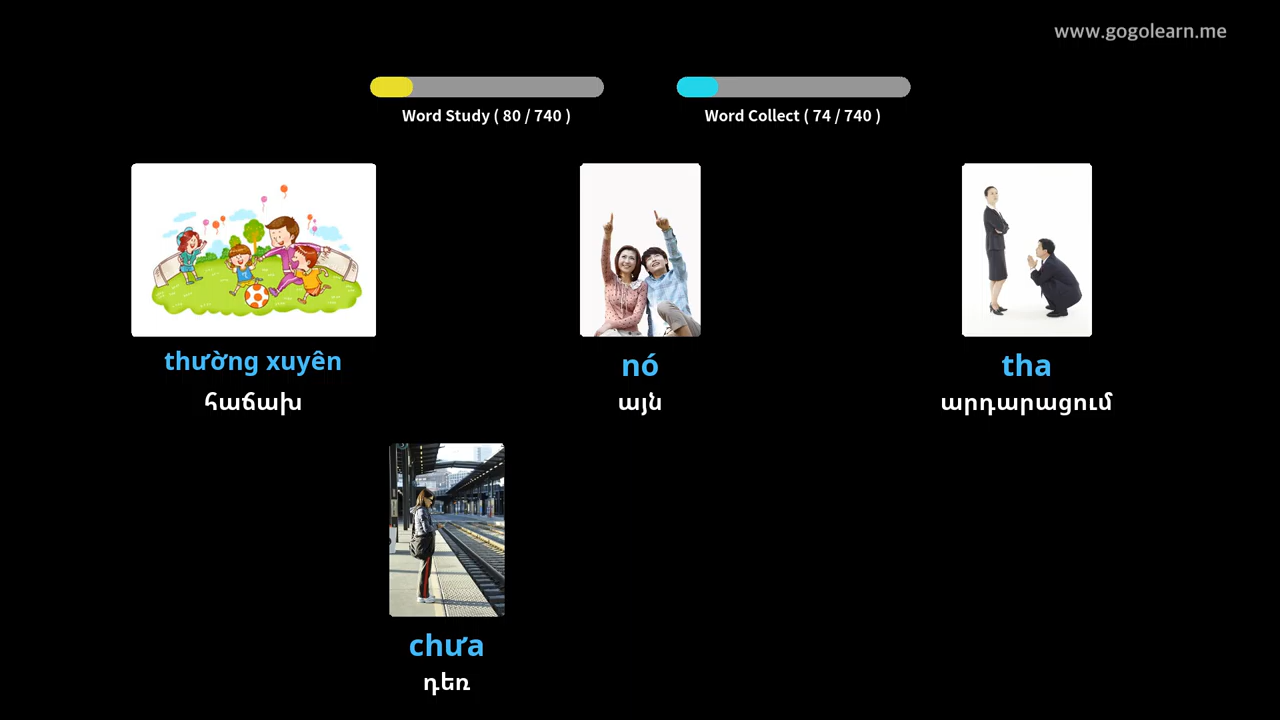 www.gogolearn.me
Word Study ( 80 / 740 )
Word Collect ( 74 / 740 )
thường xuyên
հաճախ
nó
այն
tha
արդարացում
chưa
դեռ